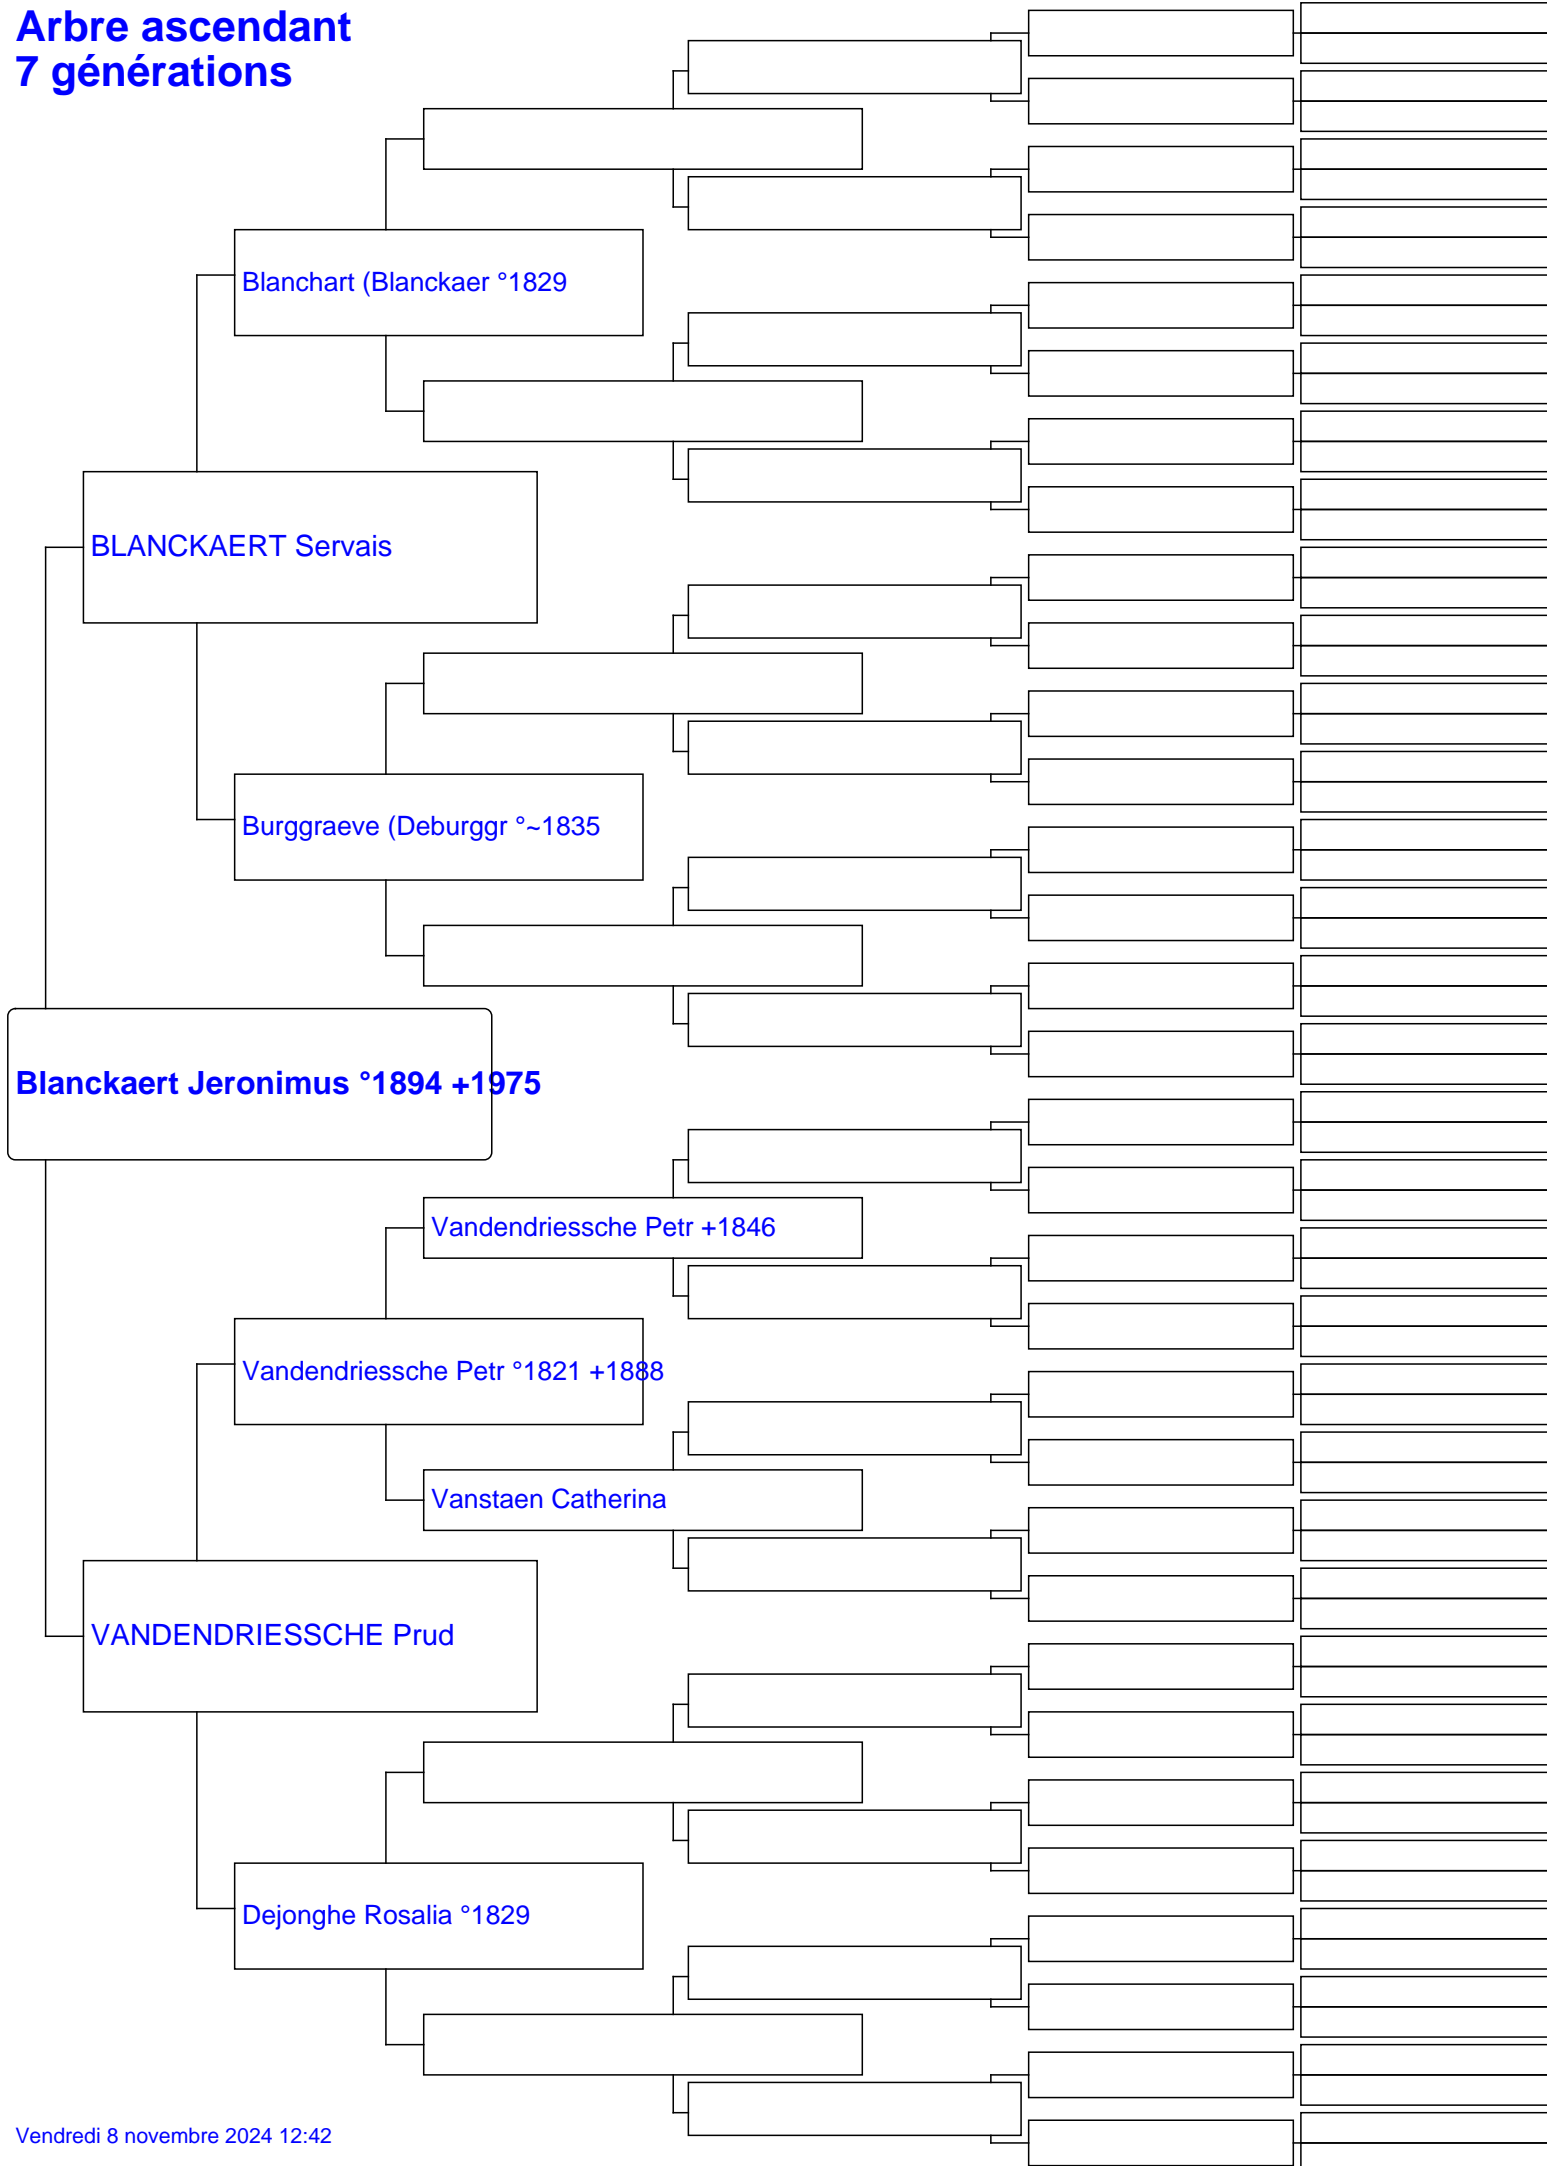 Arbre ascendant
7 générations
Blanchart (Blanckaer °1829
BLANCKAERT Servais
Burggraeve (Deburggr °~1835
Blanckaert Jeronimus °1894 +1975
Vandendriessche Petr +1846
Vandendriessche Petr °1821 +1888
Vanstaen Catherina
VANDENDRIESSCHE Prud
Dejonghe Rosalia °1829
Vendredi 8 novembre 2024 12:42